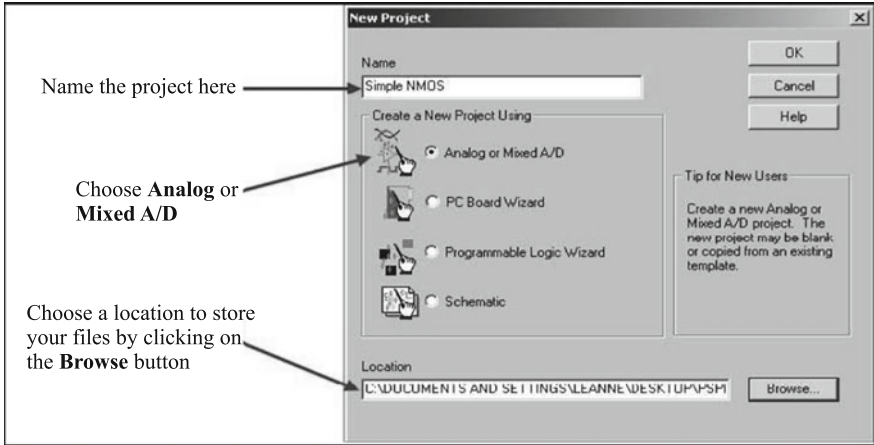 New Project
Name the project here
Name
Simple NMOS
OK
Cancel
Help
Create a New Project Using
Analog or Mixed A/D
PC Board Wizard
Programmable Logic Wizard
Schematic
Choose Analog or
Mixed A/D
Tip for New Users
Create a new Analog or
Mixed A/D project. The
new project may be blank
or copied from an existing
template.
Choose a location to store
your files by clicking on
the Browse button
Location
C:\DOCUMENTS AND SETTINGS\LEANNE\DESKTOP\PSPI
Browse...